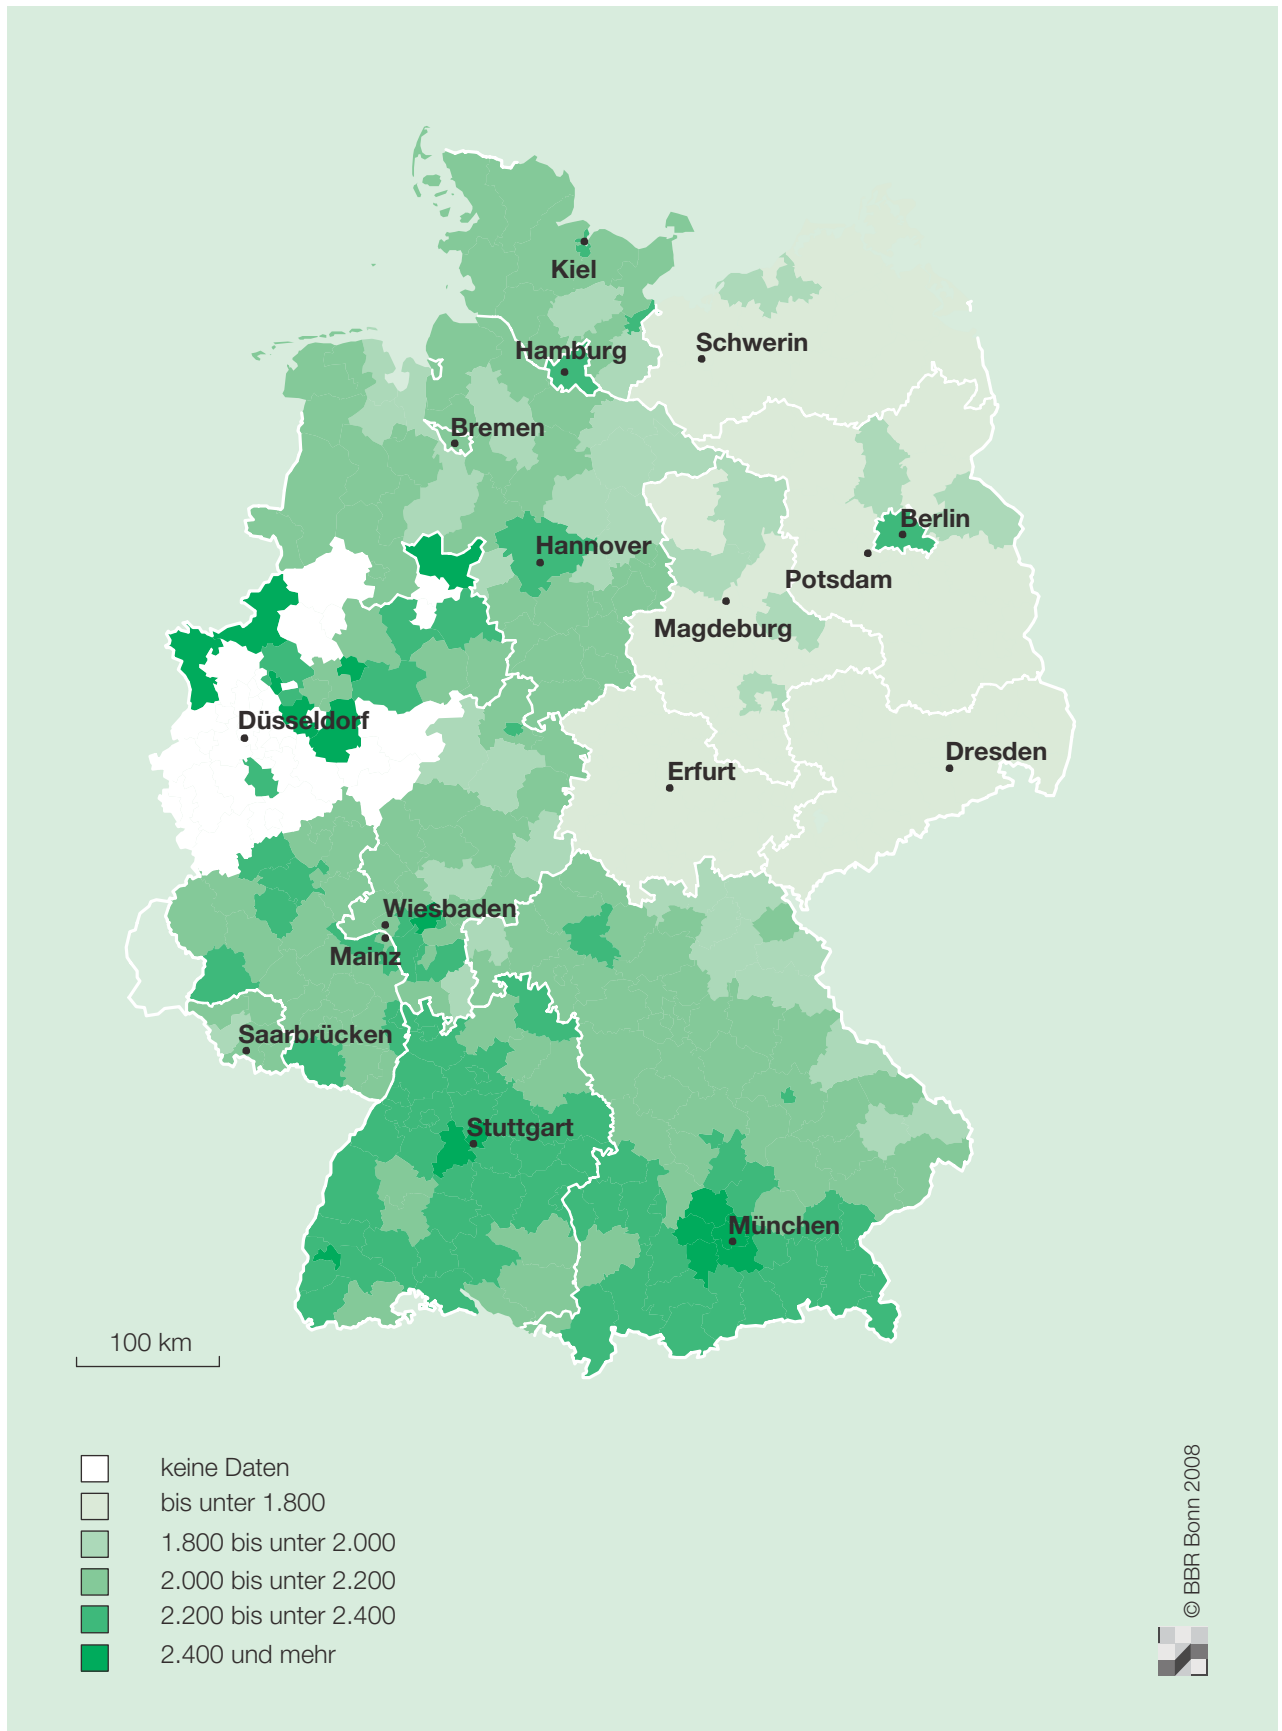 Kiel
Schwerin
Hamburg
Bremen
Berlin
Hannover
Potsdam
Magdeburg
Düsseldorf
Dresden
Erfurt
Wiesbaden
Mainz
Saarbrücken
Stuttgart
München
100 km
keine Daten
bis unter 1.800
1.800 bis unter 2.000
2.000 bis unter 2.200
2.200 bis unter 2.400
2.400 und mehr
© BBR Bonn 2008